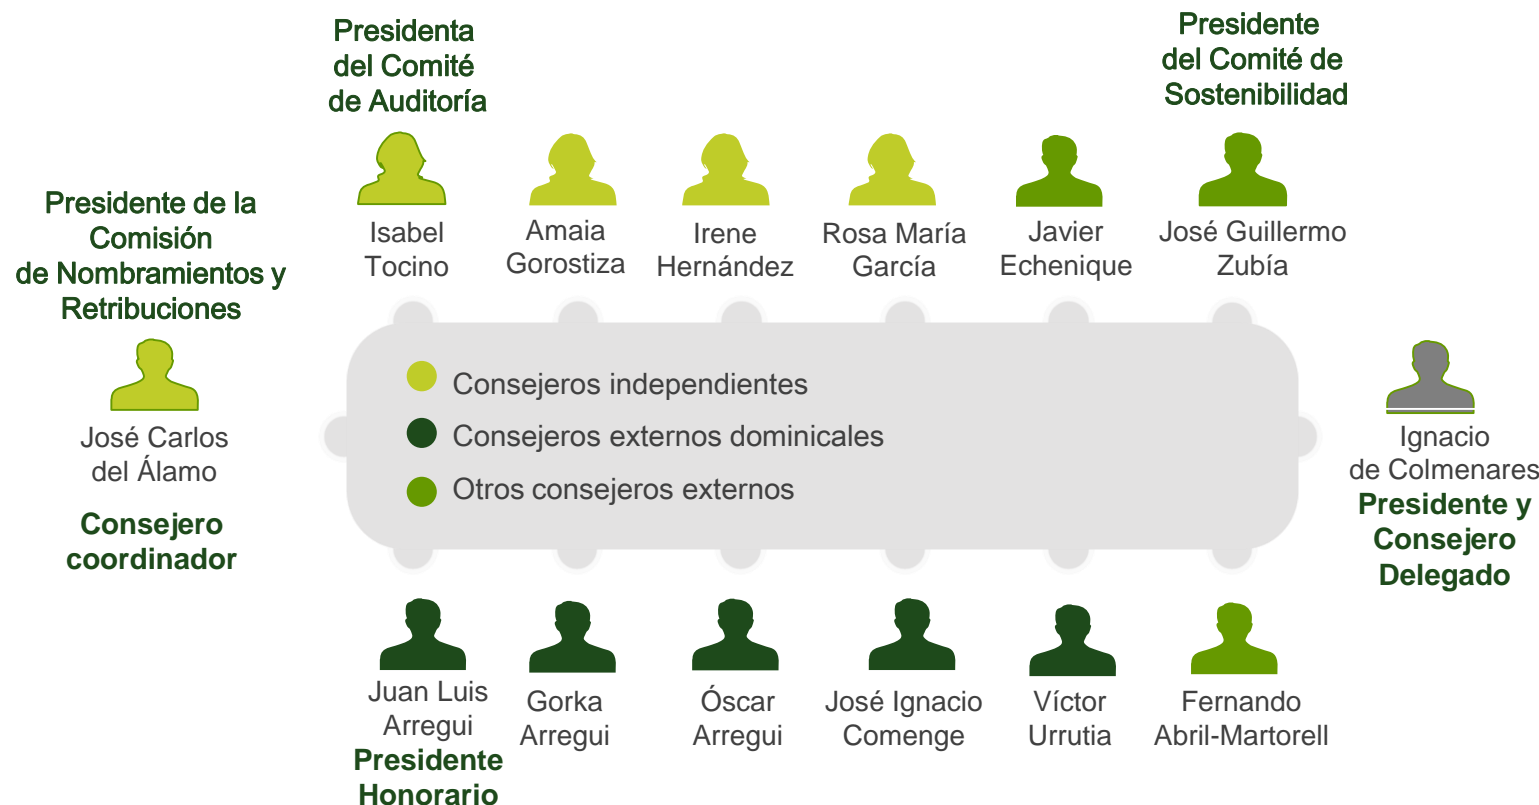 Presidenta
del Comité
de Auditoría
Presidente
del Comité de
Sostenibilidad
Isabel
Tocino
Amaia
Gorostiza
Irene
Hernández
Rosa María
García
Javier
Echenique
José Guillermo
Zubía
Presidente de la
Comisión
de Nombramientos y
Retribuciones
José Carlos
del Álamo
Consejero
coordinador
Consejeros independientes
Consejeros externos dominicales
Otros consejeros externos
Ignacio
de Colmenares
Presidente y
Consejero
Delegado
Juan Luis
Arregui
Presidente
Honorario
Gorka
Arregui
Óscar
Arregui
José Ignacio
Comenge
Víctor
Urrutia
Fernando
Abril-Martorell